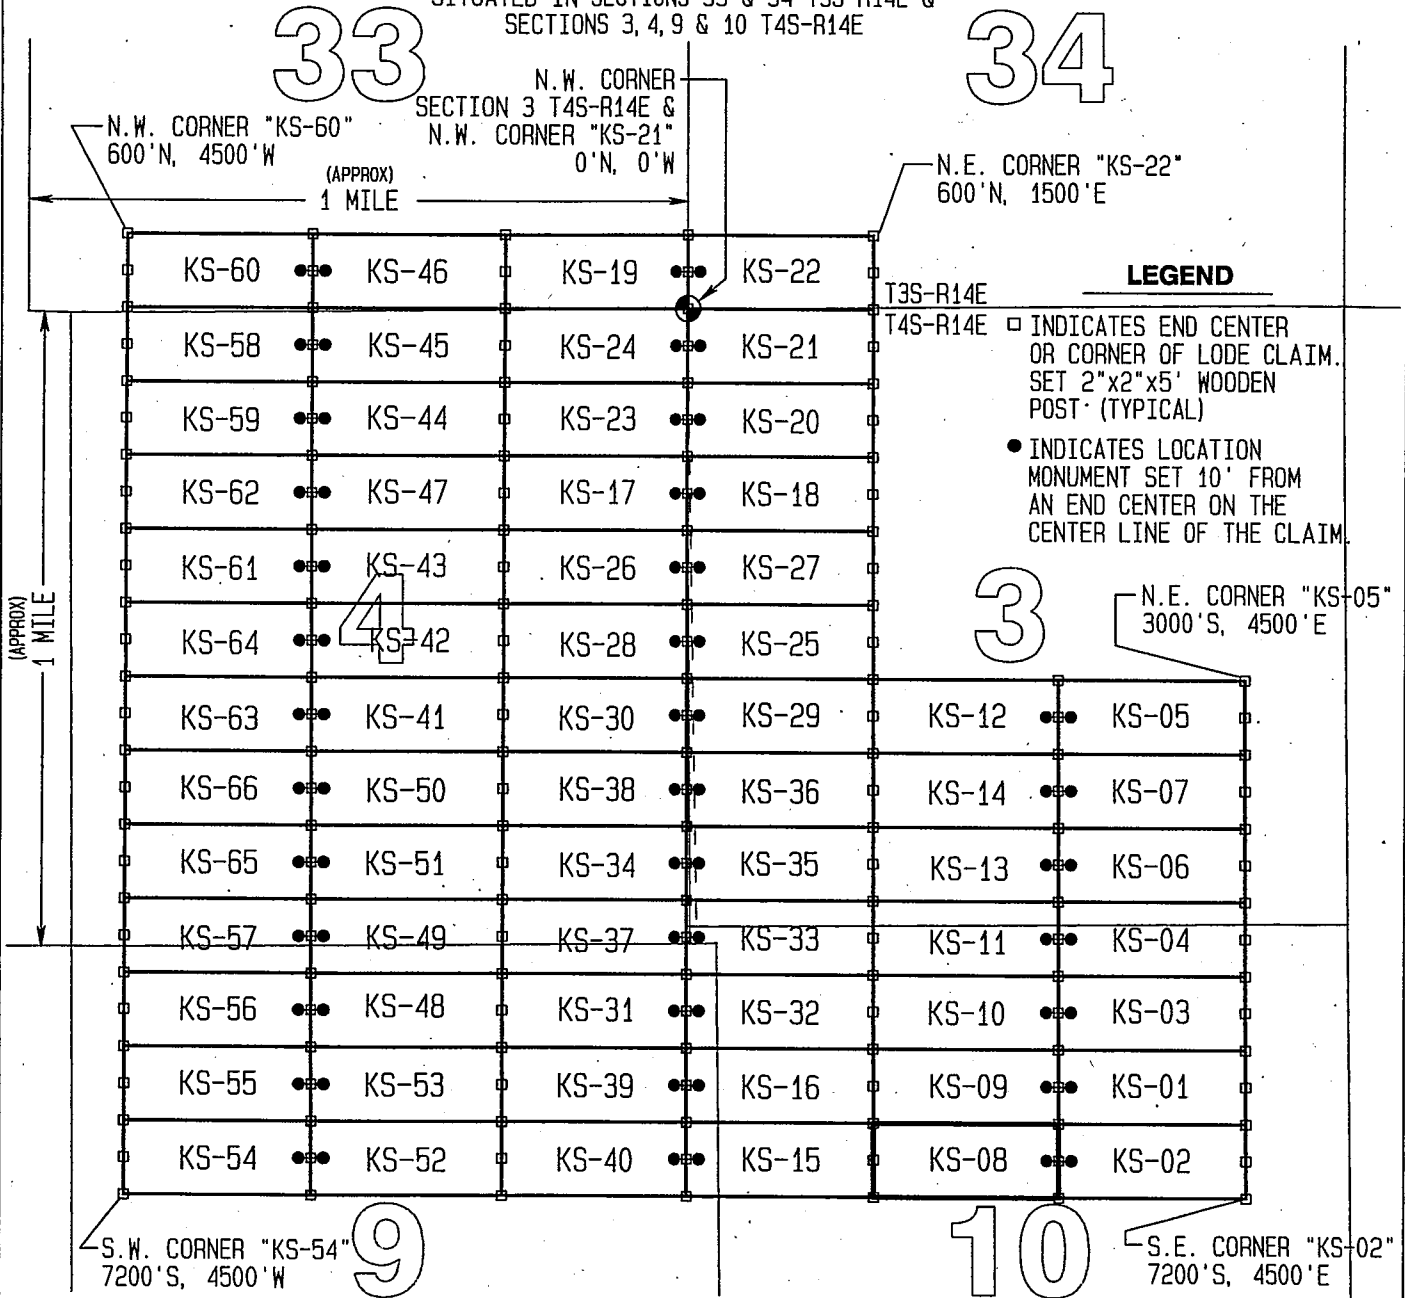 SITUATED IN SECTIONS 33 & 34 T3S-R14E &
SECTIONS 3, 4, 9 & 10 T4S-R14E
33
34
N.W. CORNER
SECTION 3 T4S-R14E &
N.W. CORNER "KS-21"
0'N, 0'W
N.W. CORNER "KS-60"
600'N, 4500'W
(APPROX)
1 MILE
N.E. CORNER "KS-22"
600'N, 1500'E
KS-60 KS-46 KS-19 KS-22
T3S-R14E
T4S-R14E
LEGEND
INDICATES END CENTER
OR CORNER OF LODE CLAIM.
SET 2"x2"x5' WOODEN
POST (TYPICAL)
INDICATES LOCATION
MONUMENT SET 10' FROM
AN END CENTER ON THE
CENTER LINE OF THE CLAIM.
KS-58 KS-45 KS-24 KS-21
KS-59 KS-44 KS-23 KS-20
KS-62 KS-47 KS-17 KS-18
KS-61 KS-43 KS-26 KS-27
4
3
KS-64 KS-42 KS-28 KS-25
(APPROX)
1 MILE
N.E. CORNER "KS-05"
3000'S, 4500'E
KS-63 KS-41 KS-30 KS-29 KS-12 KS-05
KS-66 KS-50 KS-38 KS-36 KS-14 KS-07
KS-65 KS-51 KS-34 KS-35 KS-13 KS-06
KS-57 KS-49 KS-37 KS-33 KS-11 KS-04
KS-56 KS-48 KS-31 KS-32 KS-10 KS-03
KS-55 KS-53 KS-39 KS-16 KS-09 KS-01
KS-54 KS-52 KS-40 KS-15 KS-08 KS-02
9
10
S.W. CORNER "KS-54"
7200'S, 4500'W
S.E. CORNER "KS-02"
7200'S, 4500'E